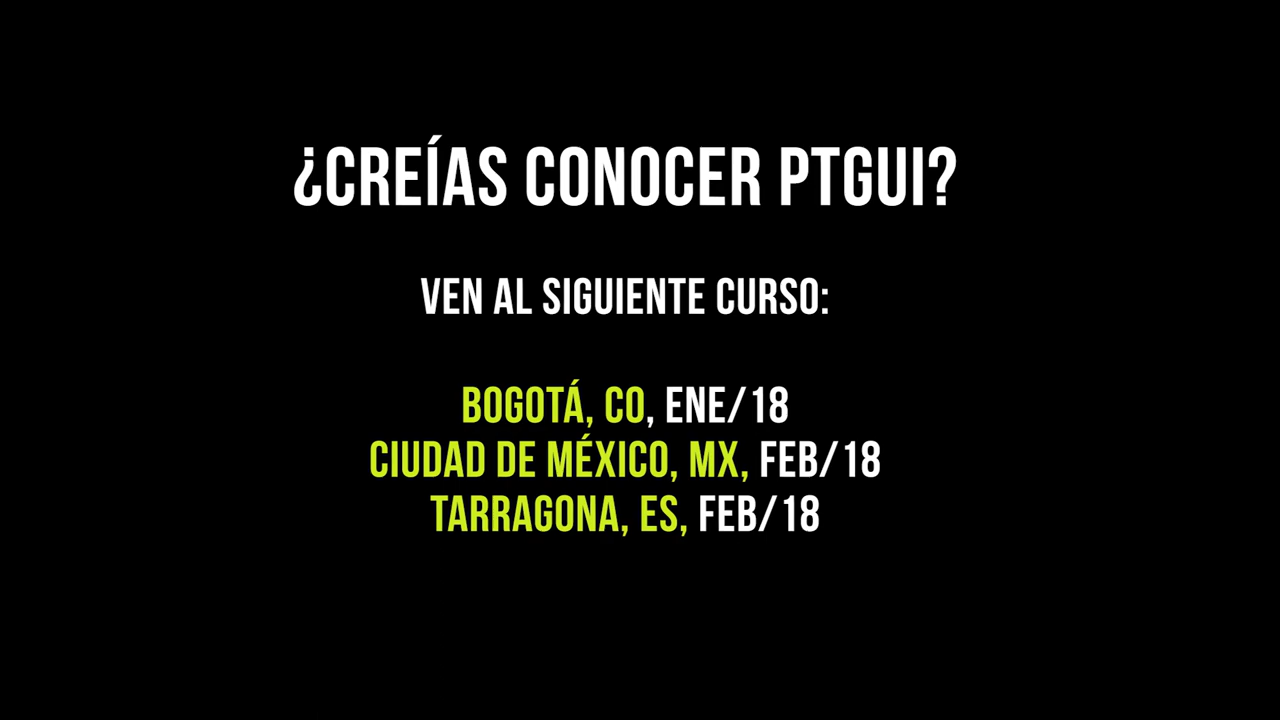 ¿CREÍAS CONOCER PTGUI?
VEN AL SIGUIENTE CURSO:
BOGOTÁ, CO, ENE/18
CIUDAD DE MÉXICO, MX, FEB/18
TARRAGONA, ES, FEB/18